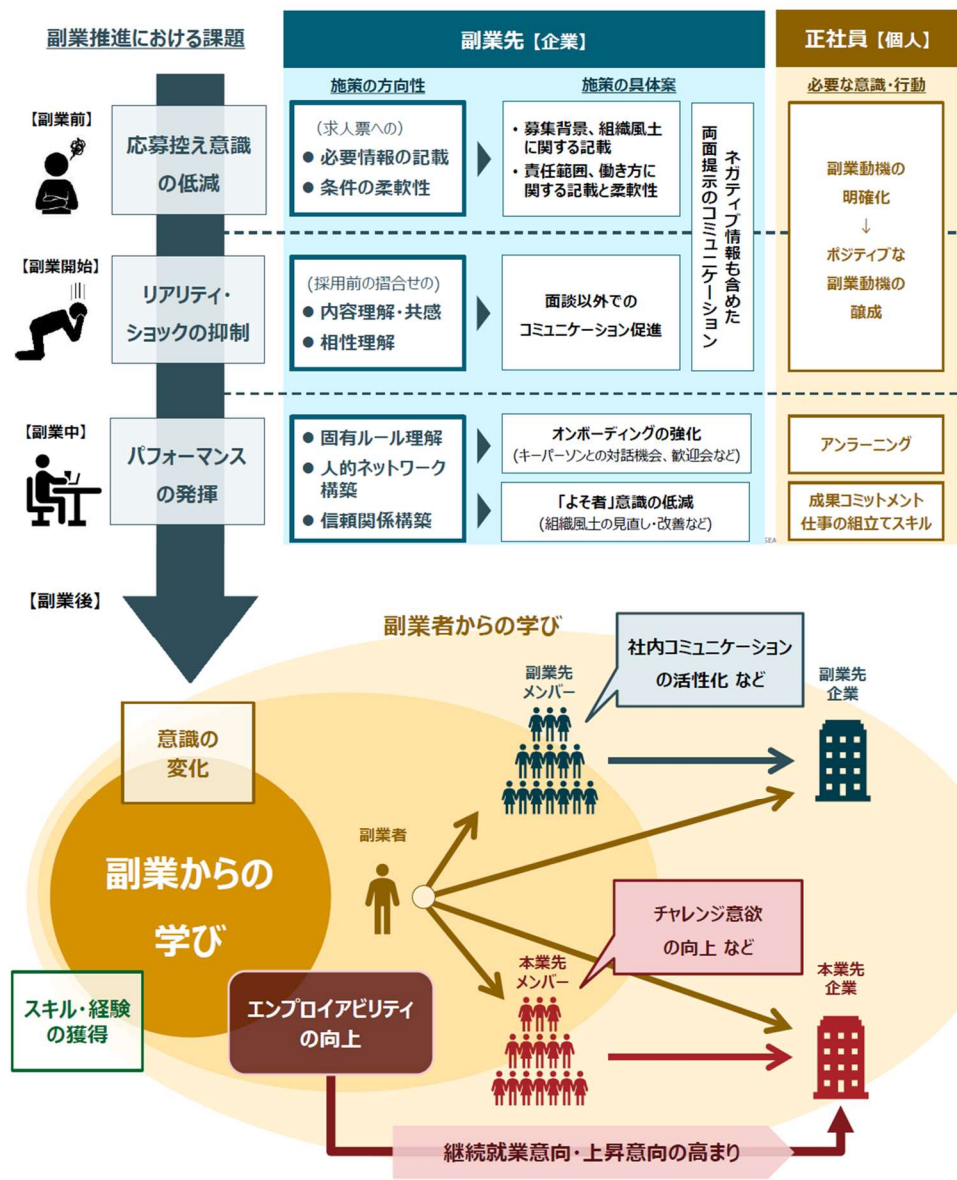 副業推進における課題
副業先【企業】
正社員【個人】
施策の方向性
施策の具体案
必要な意識・行動
【副業前】
応募控え意識
の低減
(求人票への)
● 必要情報の記載
● 条件の柔軟性
・募集背景、組織風土
に関する記載
・責任範囲、働き方に
関する記載と柔軟性
ネガティブ情報も含めた
両面提示のコミュニケーション
副業動機の
明確化
↓
ポジティブな
副業動機の
醸成
【副業開始】
リアリティ・
ショックの抑制
(採用前の摺合せの)
● 内容理解・共感
● 相性理解
面談以外での
コミュニケーション促進
【副業中】
パフォーマンス
の発揮
● 固有ルール理解
● 人的ネットワーク
構築
● 信頼関係構築
オンボーディングの強化
(キーパーソンとの対話機会、歓迎会など)
アンラーニング
「よそ者」意識の低減
(組織風土の見直し・改善など)
成果コミットメント
仕事の組立てスキル
【副業後】
副業者からの学び
社内コミュニケーション
の活性化 など
副業先
メンバー
副業先
企業
意識の
変化
副業者
副業からの
学び
チャレンジ意欲
の向上 など
本業先
メンバー
本業先
企業
スキル・経験
の獲得
エンプロイアビリティ
の向上
継続就業意向・上昇意向の高まり